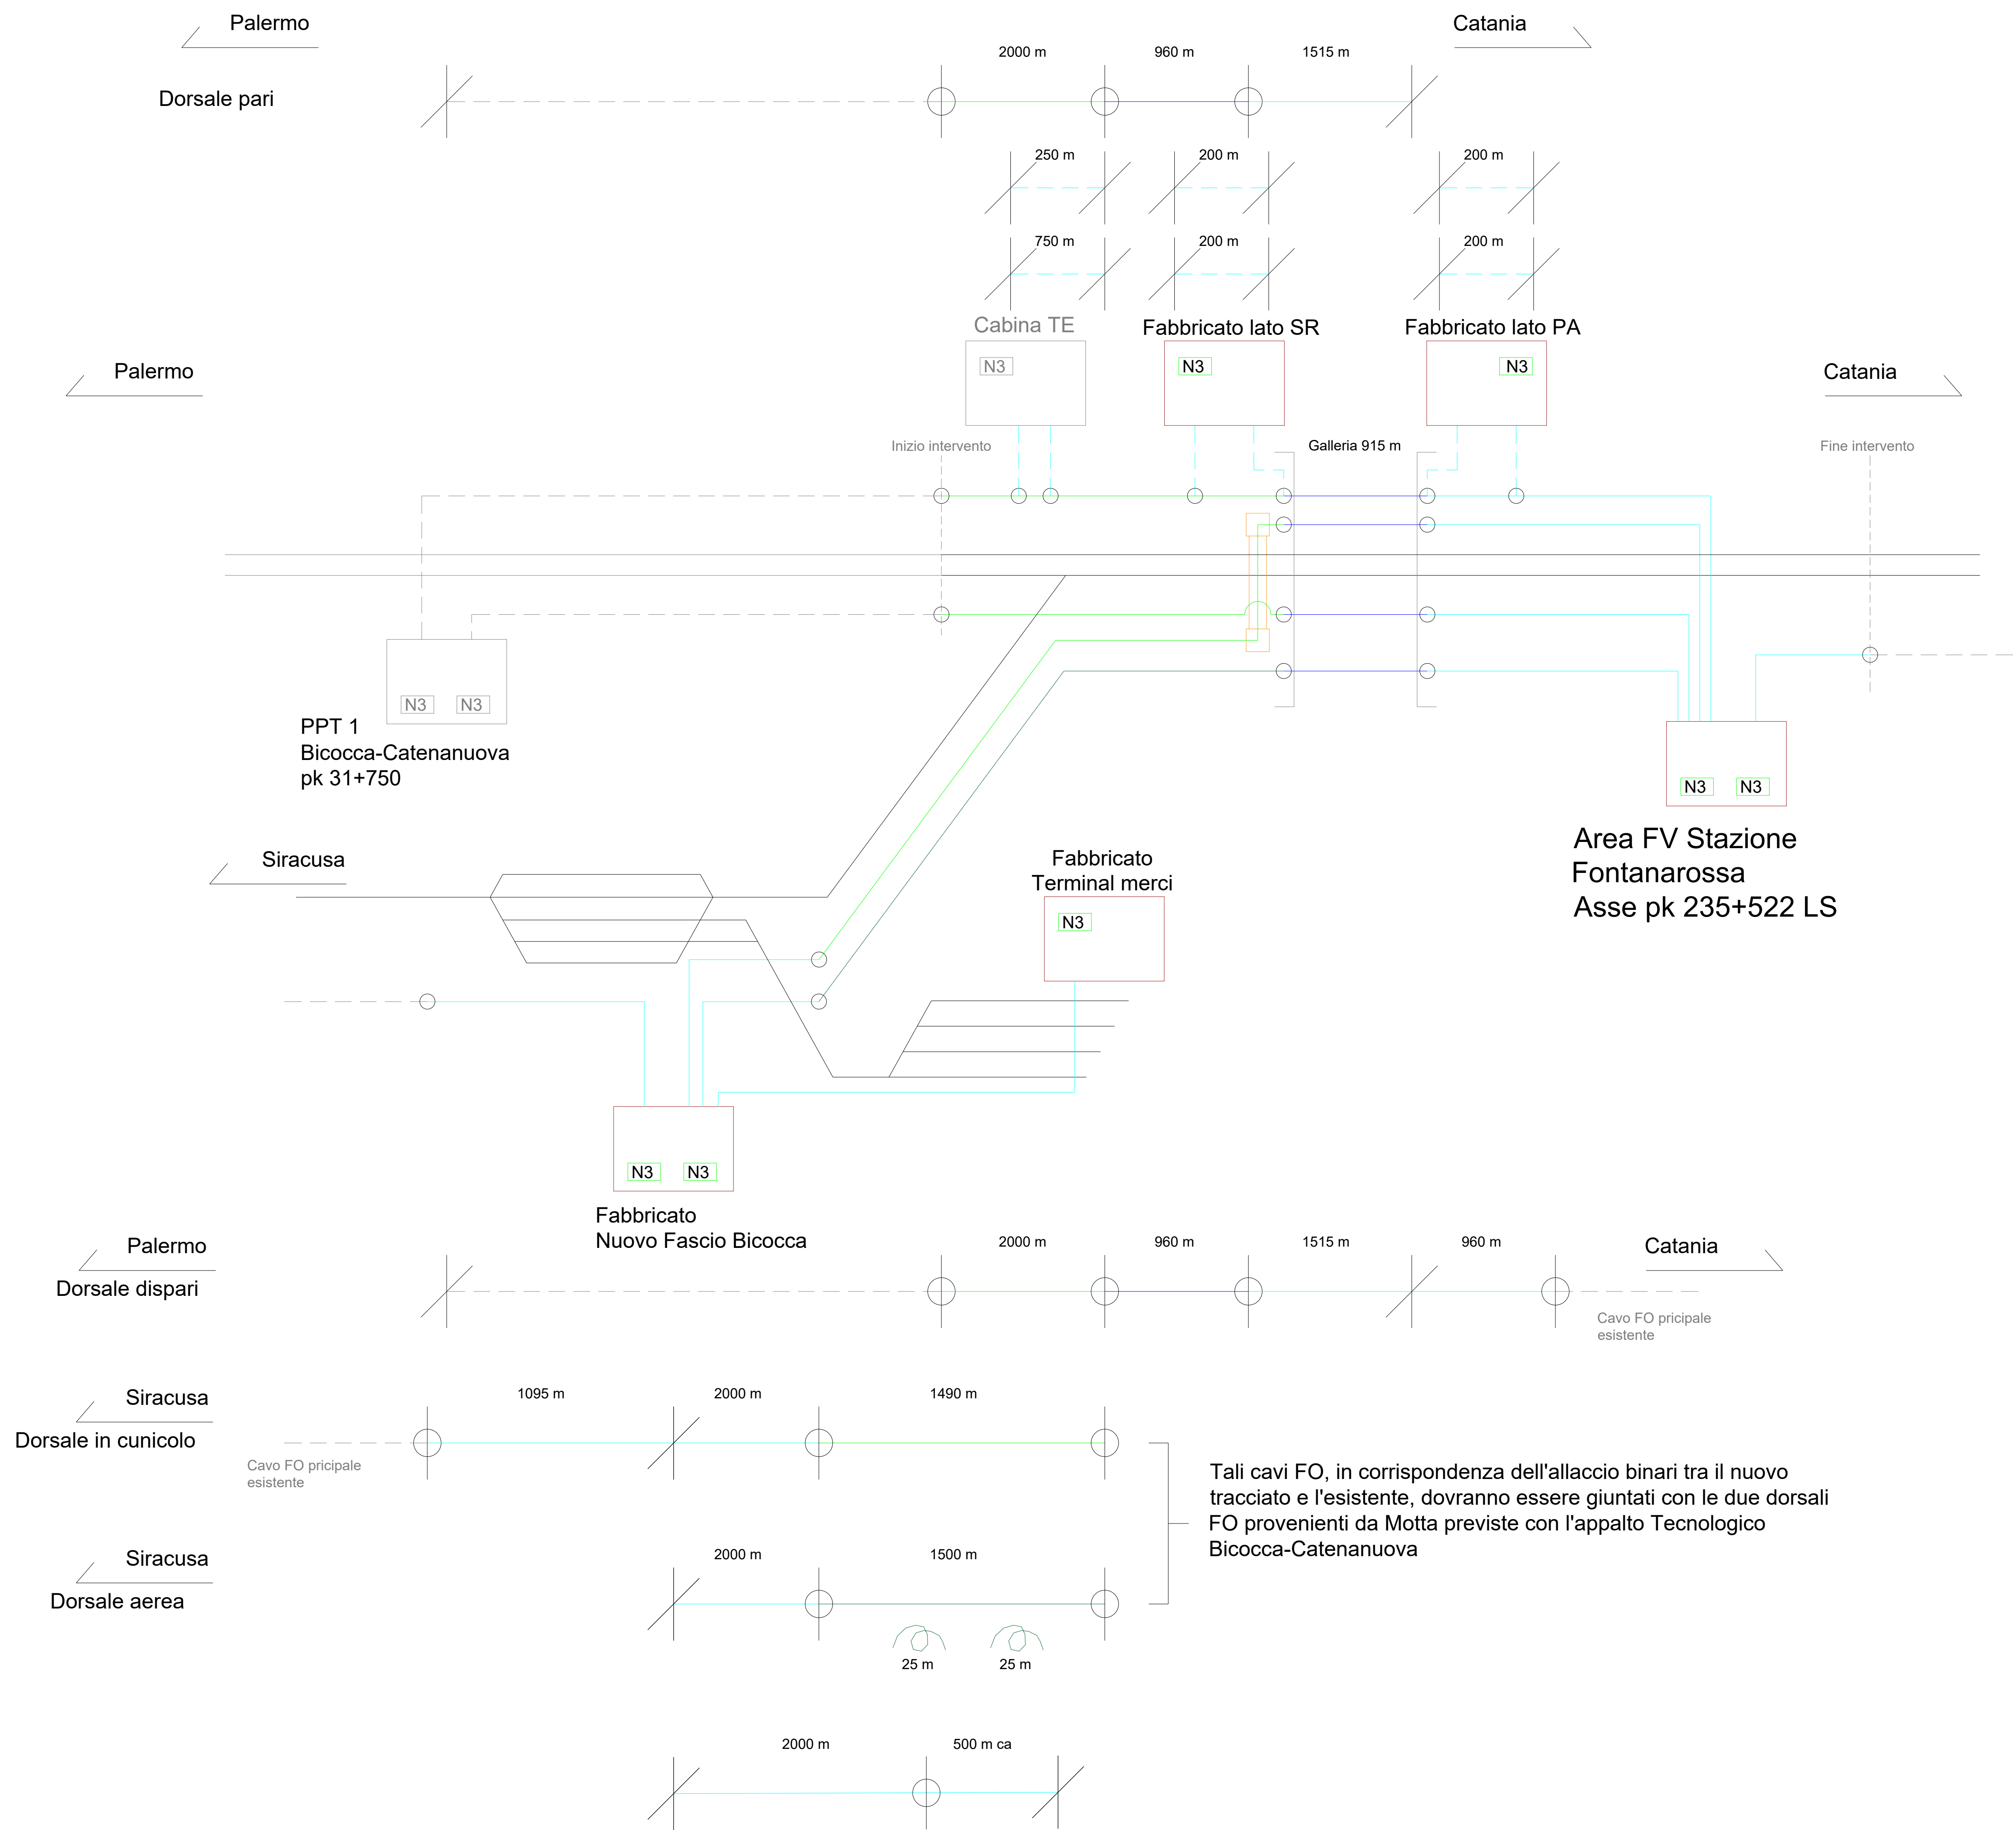 Palermo
Catania
2000 m
960 m
1515 m
Dorsale pari
250 m
200 m
200 m
750 m
200 m
200 m
Cabina TE
Fabbricato lato SR
Fabbricato lato PA
N3
N3
N3
Palermo
Catania
Inizio intervento
Galleria 915 m
Fine intervento
N3
N3
PPT 1
Bicocca-Catenanuova
pk 31+750
N3
N3
Area FV Stazione
Fontanarossa
Asse pk 235+522 LS
Siracusa
Fabbricato
Terminal merci
N3
N3
N3
Fabbricato
Nuovo Fascio Bicocca
Palermo
Dorsale dispari
2000 m
960 m
1515 m
960 m
Catania
Cavo FO pricipale
esistente
Siracusa
Dorsale in cunicolo
1095 m
2000 m
1490 m
Cavo FO pricipale
esistente
Tali cavi FO, in corrispondenza dell'allaccio binari tra il nuovo
tracciato e l'esistente, dovranno essere giuntati con le due dorsali
FO provenienti da Motta previste con l'appalto Tecnologico
Bicocca-Catenanuova
Siracusa
Dorsale aerea
2000 m
1500 m
25 m
25 m
2000 m
500 m ca